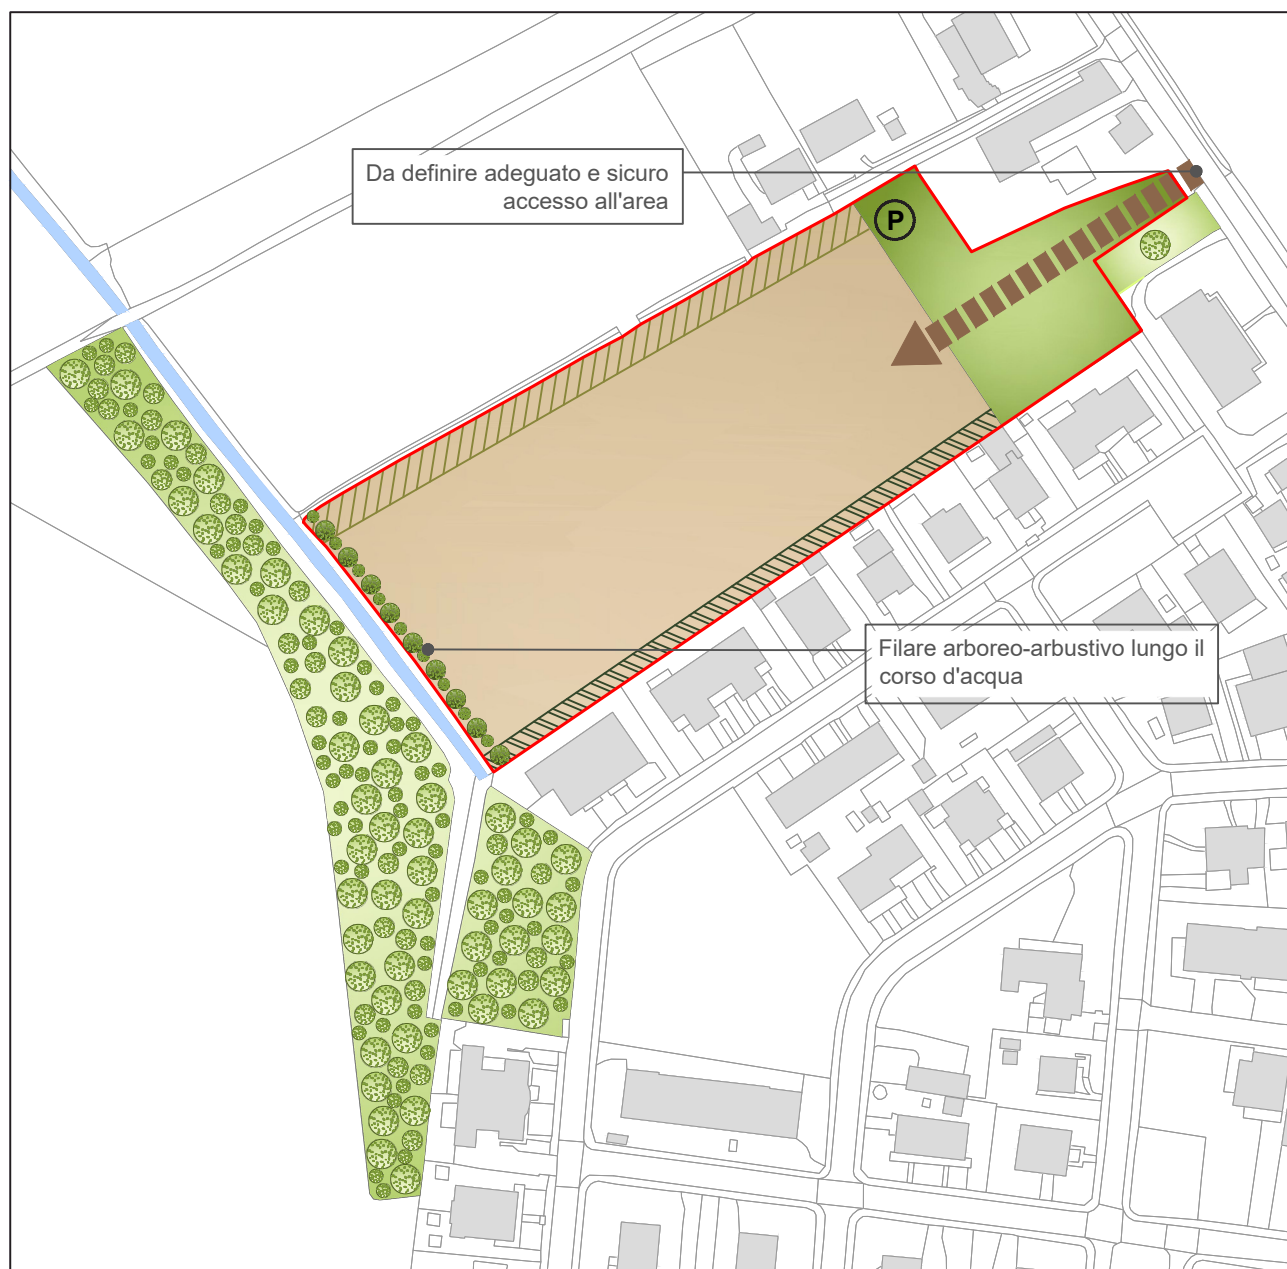 Da definire adeguato e sicuro
accesso all'area
P
Filare arboreo-arbustivo lungo il
corso d'acqua